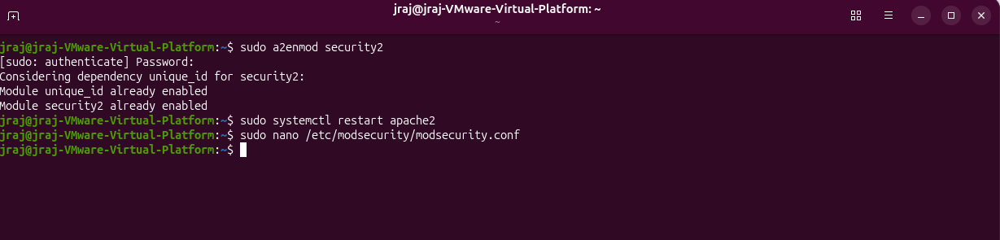 jraj@jraj-VMware-Virtual-Platform: ~
~
jraj@jraj-VMware-Virtual-Platform:~$ sudo a2enmod security2
[sudo: authenticate] Password:
Considering dependency unique_id for security2:
Module unique_id already enabled
Module security2 already enabled
jraj@jraj-VMware-Virtual-Platform:~$ sudo systemctl restart apache2
jraj@jraj-VMware-Virtual-Platform:~$ sudo nano /etc/modsecurity/modsecurity.conf
jraj@jraj-VMware-Virtual-Platform:~$